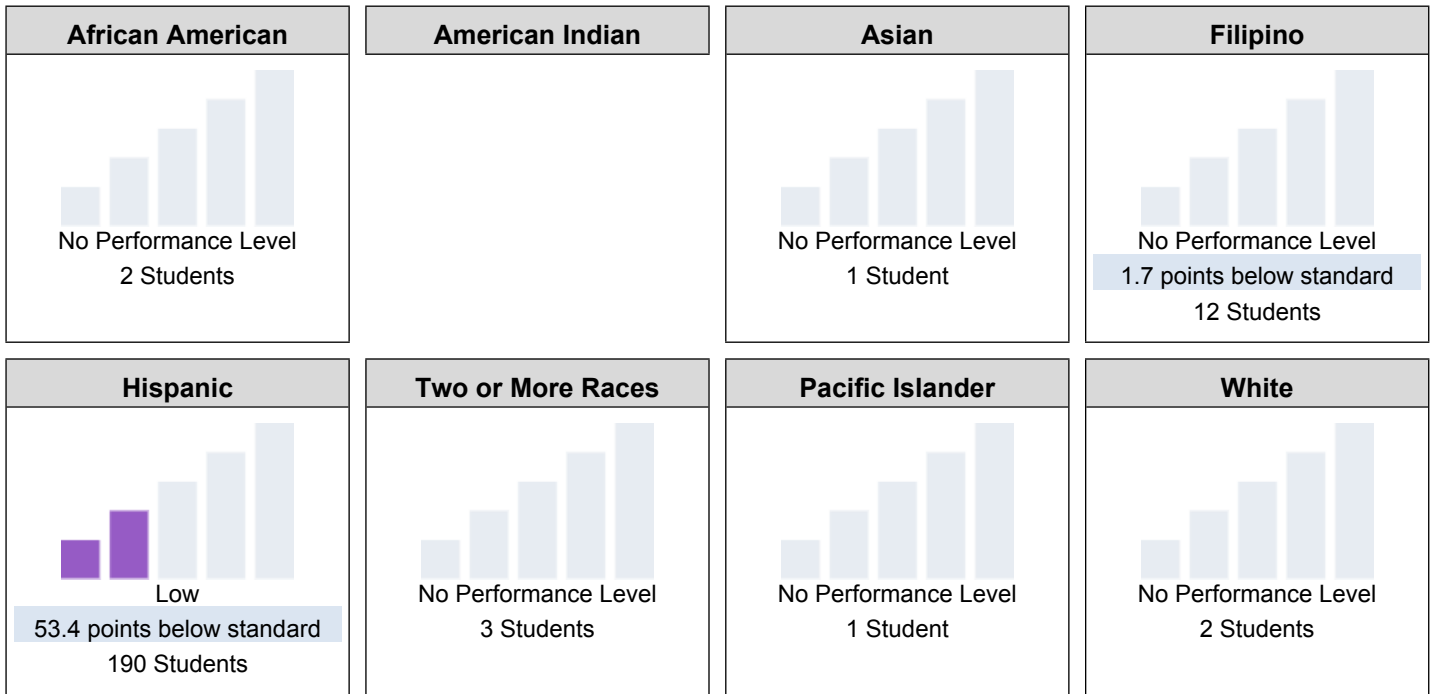 African American
No Performance Level
2 Students
American Indian
Asian
No Performance Level
1 Student
Filipino
No Performance Level
1.7 points below standard
12 Students
Hispanic
Low
53.4 points below standard
190 Students
Two or More Races
No Performance Level
3 Students
Pacific Islander
No Performance Level
1 Student
White
No Performance Level
2 Students